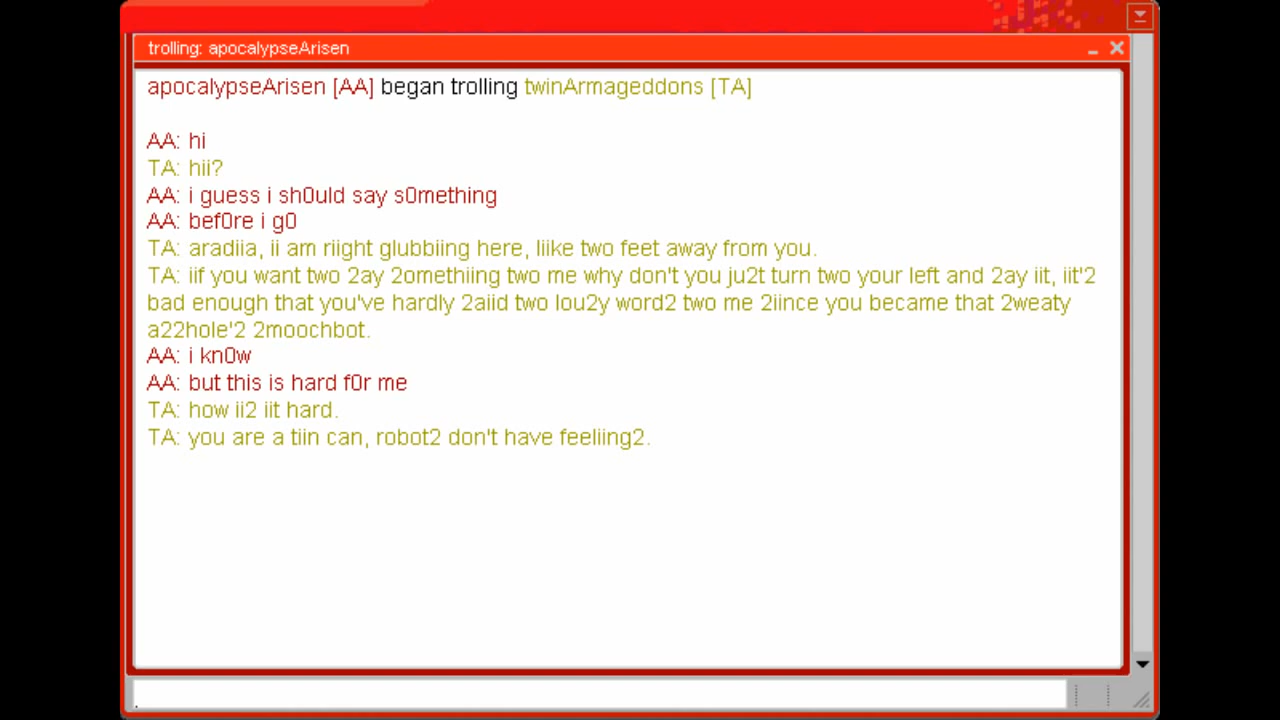 trolling: apocalypseArisen
apocalypseArisen [AA] began trolling twinArmageddons [TA]
AA: hi
TA: hii?
AA: i guess i sh0uld say s0mething
AA: bef0re i g0
TA: aradiia, ii am riight glubbiing here, liike two feet away from you.
TA: iif you want two 2ay 2omethiing two me why don't you ju2t turn two your left and 2ay iit, iit'2
bad enough that you've hardly 2aiid two lou2y word2 two me 2iince you became that 2weaty
a22hole'2 2moochbot.
AA: i kn0w
AA: but this is hard f0r me
TA: how ii2 iit hard.
TA: you are a tiin can, robot2 don't have feeliing2.